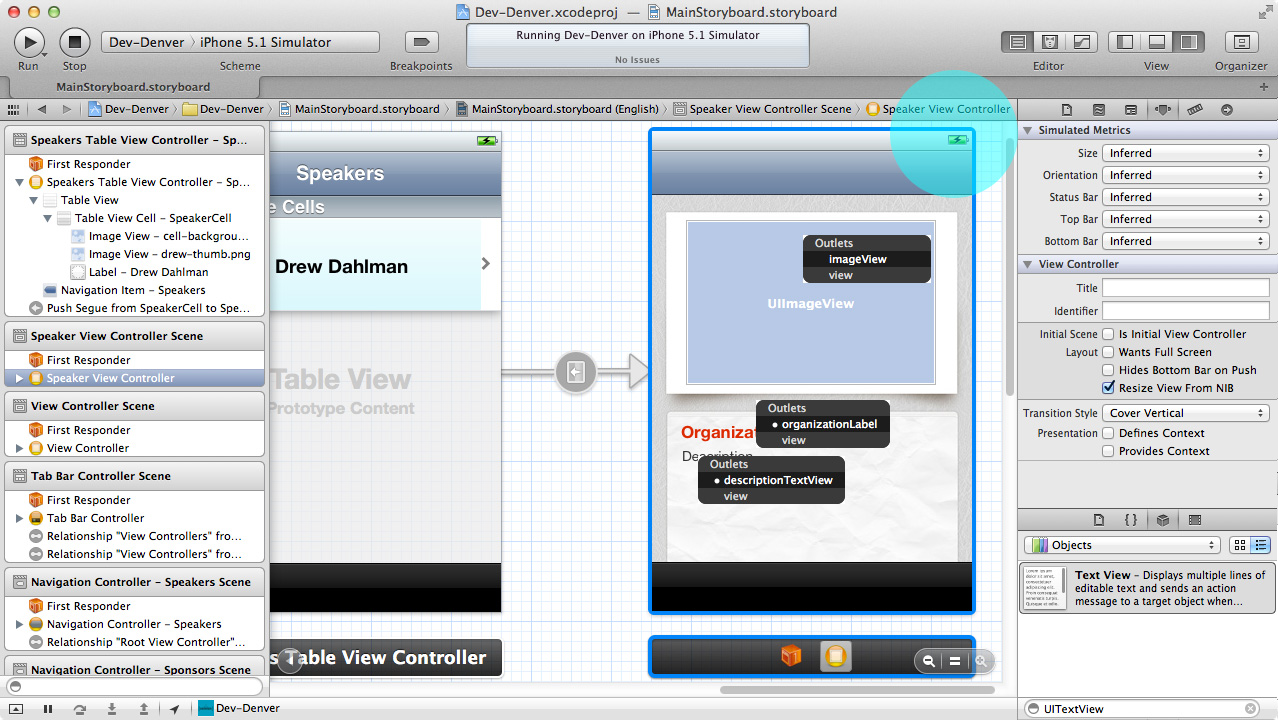 Dev-Denver.xcodeproj — MainStoryboard.storyboard
Dev-Denver 〉 iPhone 5.1 Simulator
Running Dev-Denver on iPhone 5.1 Simulator
No Issues
Run
Stop
Scheme
Breakpoints
Editor
View
Organizer
MainStoryboard.storyboard
Dev-Denver 〉 Dev-Denver 〉 MainStoryboard.storyboard 〉 MainStoryboard.storyboard (English) 〉 Speaker View Controller Scene 〉 Speaker View Controller
Speakers Table View Controller – Sp...
First Responder
Speakers Table View Controller – Sp...
Table View
Table View Cell – SpeakerCell
Image View – cell-backgrou...
Image View – drew-thumb.png
Label – Drew Dahlman
Navigation Item – Speakers
Push Segue from SpeakerCell to Spe...
Speaker View Controller Scene
First Responder
Speaker View Controller
View Controller Scene
First Responder
View Controller
Tab Bar Controller Scene
First Responder
Tab Bar Controller
Relationship "View Controllers" fro...
Relationship "View Controllers" fro...
Navigation Controller – Speakers Scene
First Responder
Navigation Controller – Speakers
Relationship "Root View Controller"...
Navigation Controller – Sponsors Scene
Speakers
e Cells
Drew Dahlman
Table View
Prototype Content
s Table View Controller
Outlets
imageView
view
UIImageView
Outlets
• organizationLabel
view
Organiza
Description
Outlets
• descriptionTextView
view
Simulated Metrics
Size Inferred
Orientation Inferred
Status Bar Inferred
Top Bar Inferred
Bottom Bar Inferred
View Controller
Title
Identifier
Initial Scene Is Initial View Controller
Layout Wants Full Screen
Hides Bottom Bar on Push
Resize View From NIB
Transition Style Cover Vertical
Presentation Defines Context
Provides Context
{ }
Objects
Text View – Displays multiple lines of
editable text and sends an action
message to a target object when...
Dev-Denver
UITextView